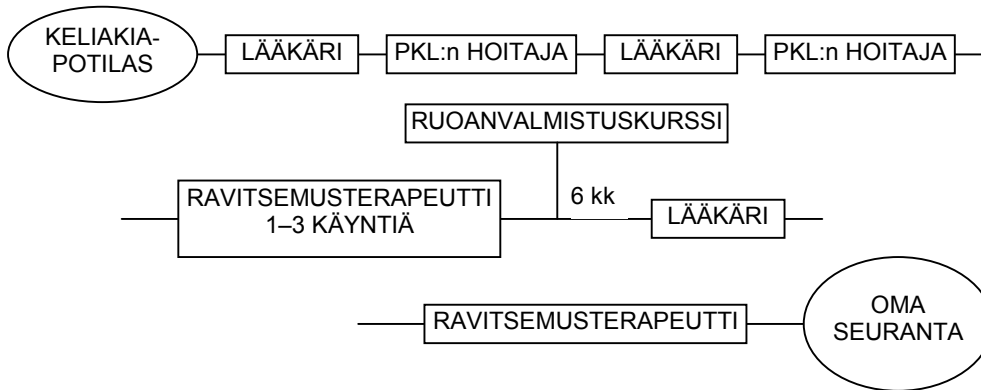 KELIAKIA-
POTILAS
LÄÄKÄRI
PKL:n HOITAJA
LÄÄKÄRI
PKL:n HOITAJA
RUOANVALMISTUSKURSSI
RAVITSEMUSTERAPEUTTI
1–3 KÄYNTIÄ
6 kk
LÄÄKÄRI
RAVITSEMUSTERAPEUTTI
OMA
SEURANTA